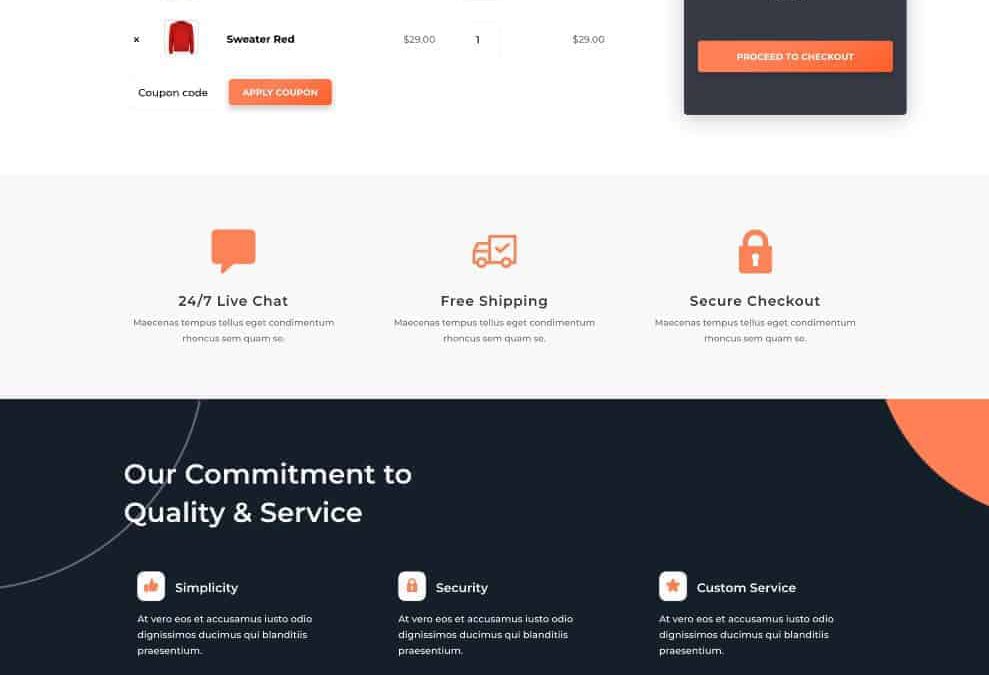 × Sweater Red $29.00 1 $29.00
PROCEED TO CHECKOUT
Coupon code APPLY COUPON
24/7 Live Chat
Maecenas tempus tellus eget condimentum
rhoncus sem quam se.
Free Shipping
Maecenas tempus tellus eget condimentum
rhoncus sem quam se.
Secure Checkout
Maecenas tempus tellus eget condimentum
rhoncus sem quam se.
Our Commitment to
Quality & Service
Simplicity
At vero eos et accusamus iusto odio
dignissimos ducimus qui blanditiis
praesentium.
Security
At vero eos et accusamus iusto odio
dignissimos ducimus qui blanditiis
praesentium.
Custom Service
At vero eos et accusamus iusto odio
dignissimos ducimus qui blanditiis
praesentium.